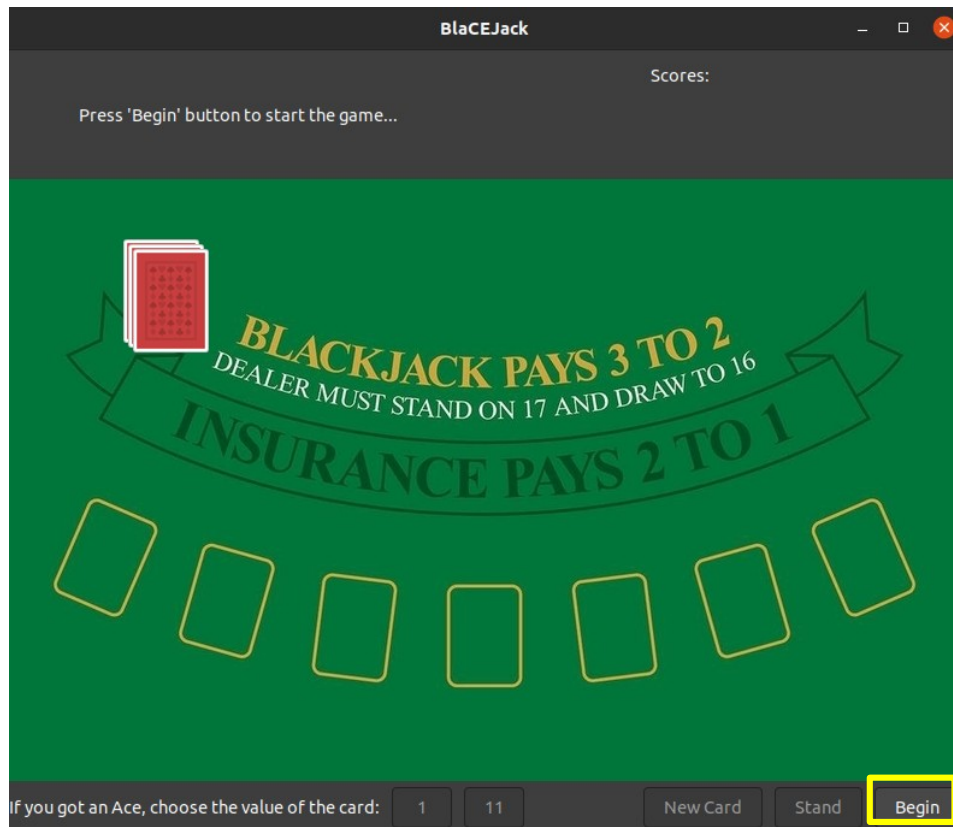 BlaCEJack
Scores:
Press 'Begin' button to start the game...
BLACKJACK PAYS 3 TO 2
DEALER MUST STAND ON 17 AND DRAW TO 16
INSURANCE PAYS 2 TO 1
If you got an Ace, choose the value of the card: 1 11 New Card Stand Begin